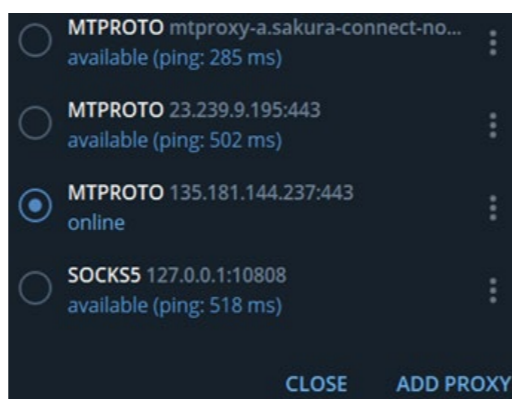 MTPROTO mtproxy-a.sakura-connect-no...
available (ping: 285 ms)
MTPROTO 23.239.9.195:443
available (ping: 502 ms)
MTPROTO 135.181.144.237:443
online
SOCKS5 127.0.0.1:10808
available (ping: 518 ms)
CLOSE ADD PROXY